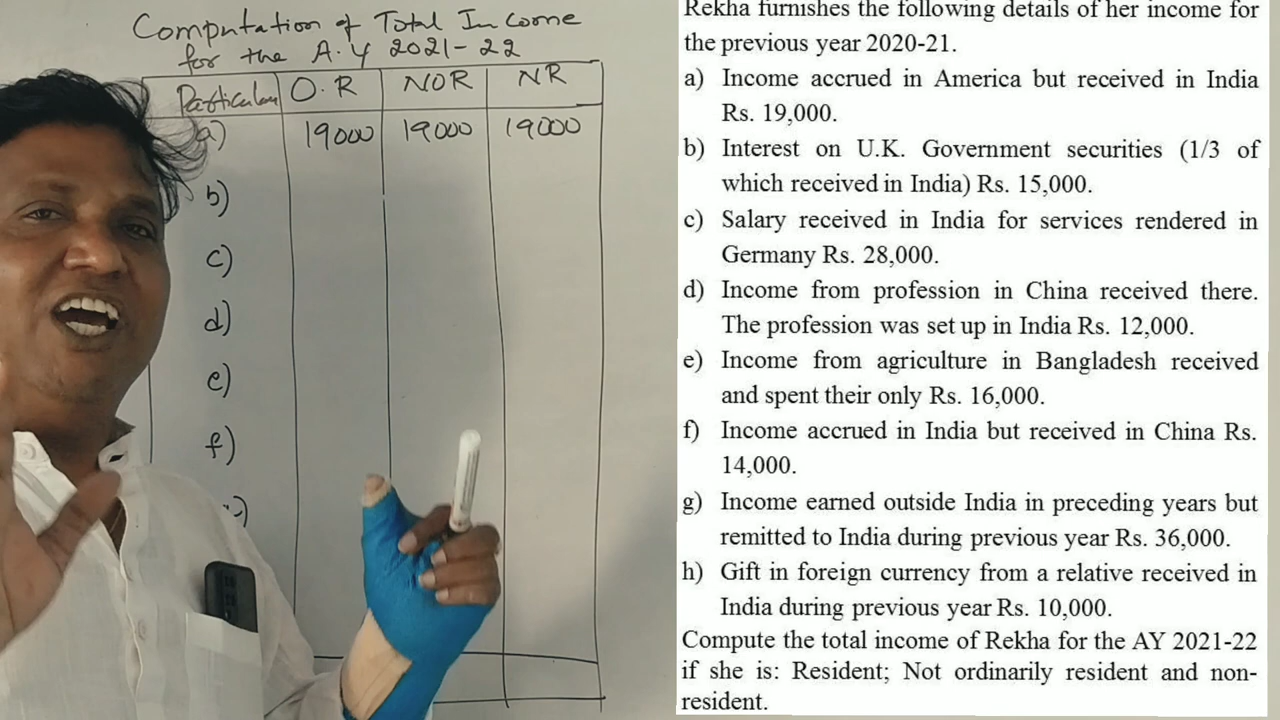 Computation of Total Income
for the A.Y 2021-22
Particulars O.R NOR NR
a) 19000 19000 19000
b)
c)
d)
e)
f)
Rekha furnishes the following details of her income for
the previous year 2020-21.
a) Income accrued in America but received in India
Rs. 19,000.
b) Interest on U.K. Government securities (1/3 of
which received in India) Rs. 15,000.
c) Salary received in India for services rendered in
Germany Rs. 28,000.
d) Income from profession in China received there.
The profession was set up in India Rs. 12,000.
e) Income from agriculture in Bangladesh received
and spent their only Rs. 16,000.
f) Income accrued in India but received in China Rs.
14,000.
g) Income earned outside India in preceding years but
remitted to India during previous year Rs. 36,000.
h) Gift in foreign currency from a relative received in
India during previous year Rs. 10,000.
Compute the total income of Rekha for the AY 2021-22
if she is: Resident; Not ordinarily resident and non-
resident.